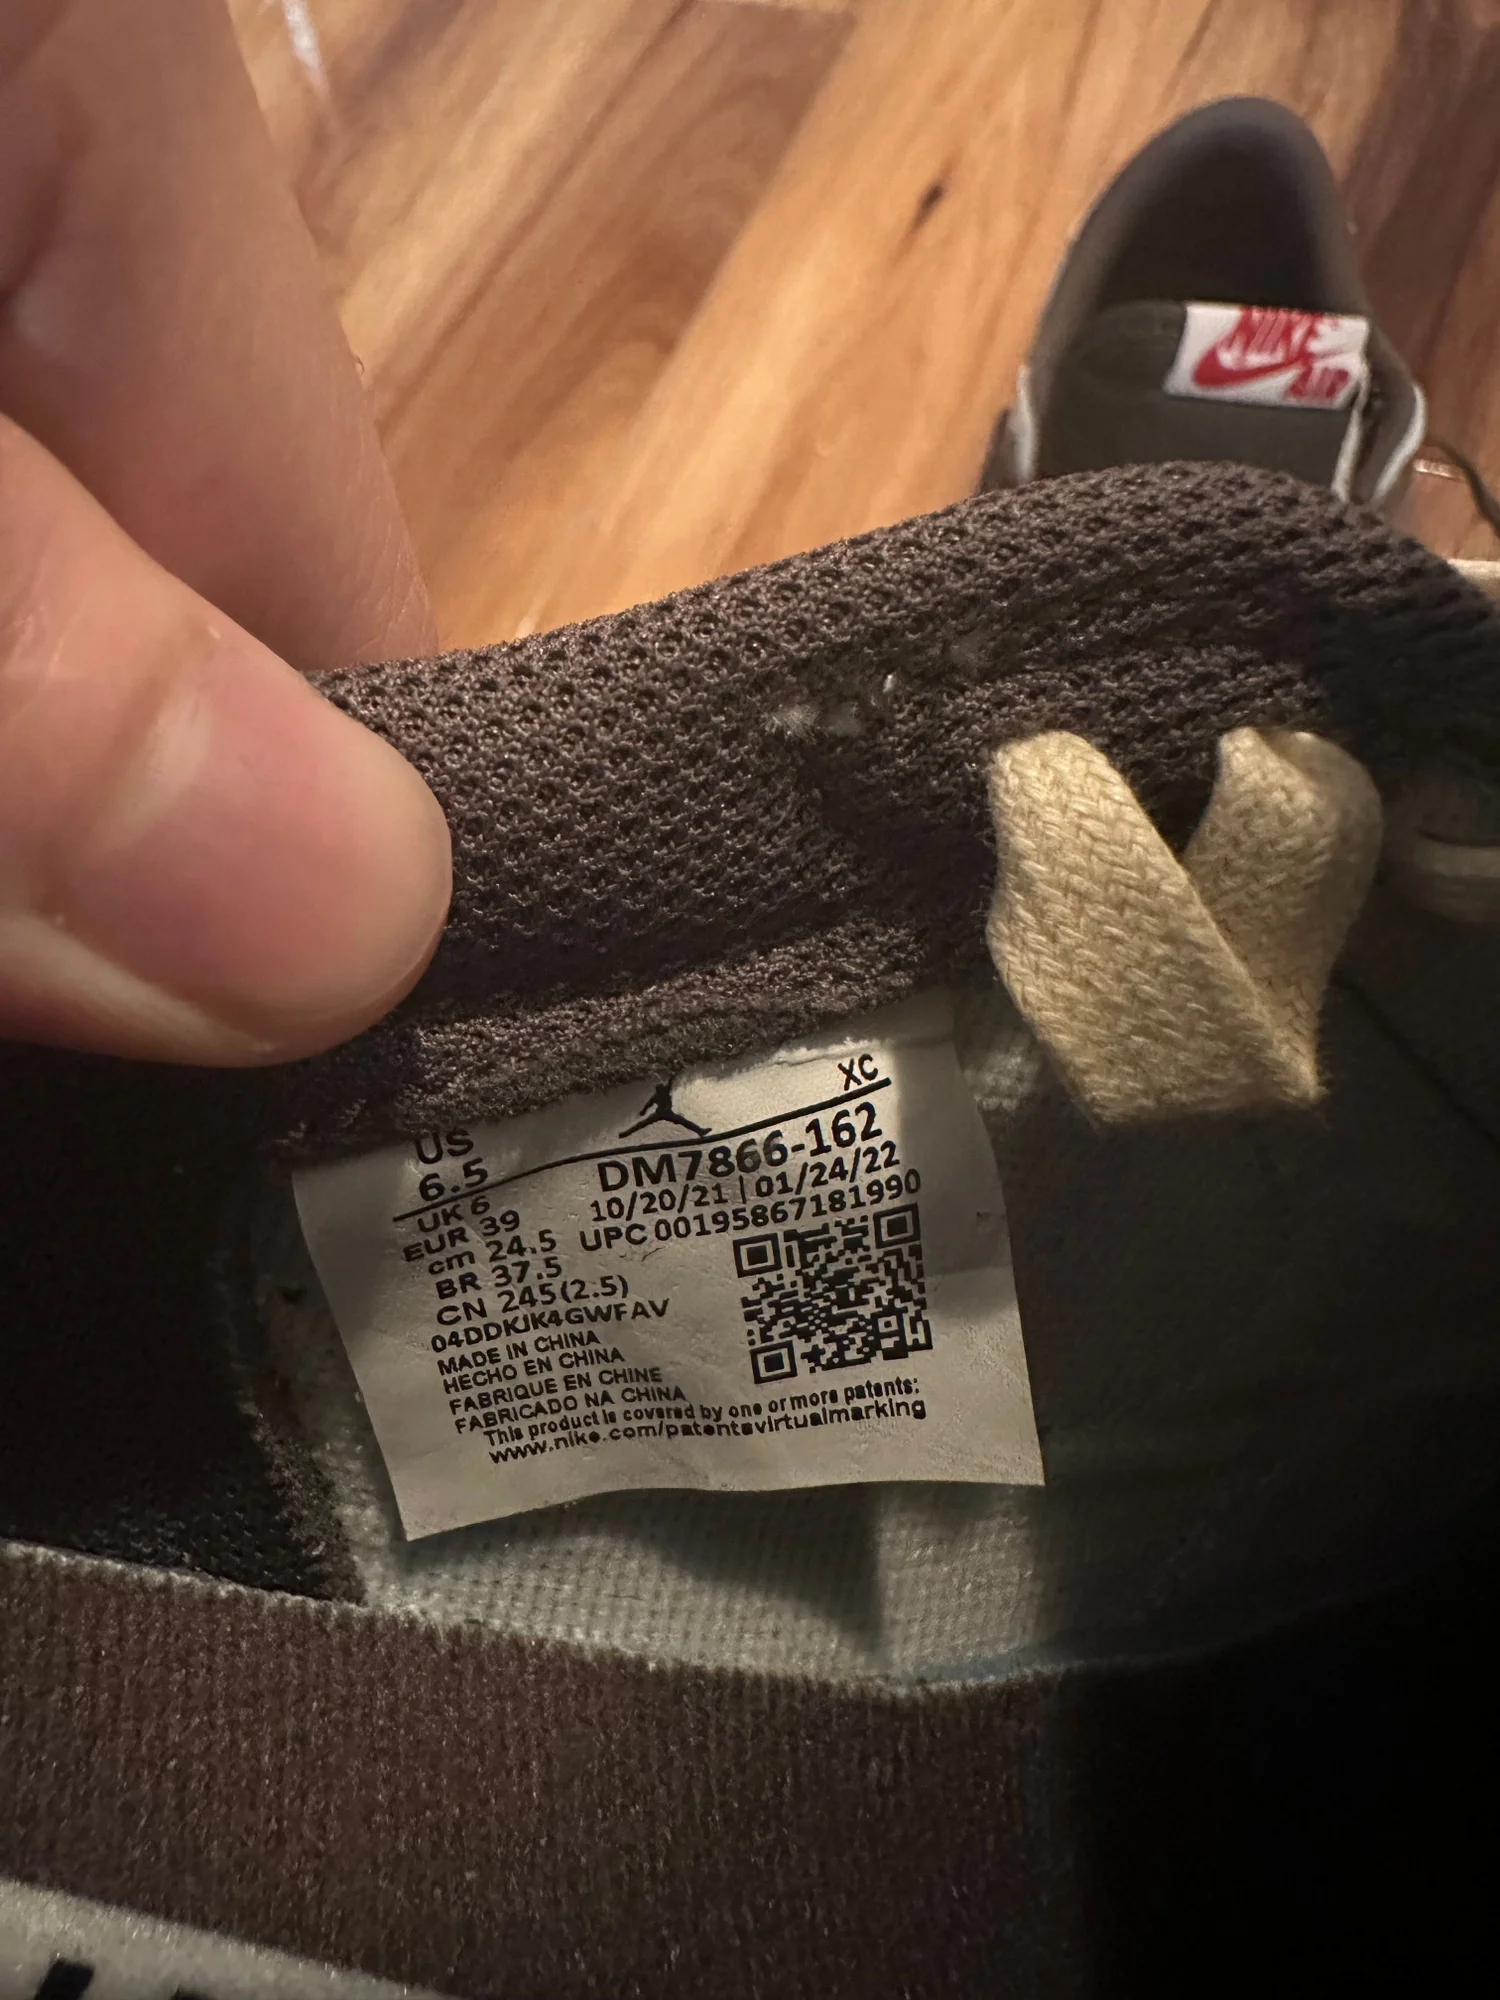 NIKE
AIR
XC
US
6.5
DM7866-162
10/20/21 | 01/24/22
UPC 00195867181990
UK 6
EUR 39
cm 24.5
BR 37.5
CN 245(2.5)
04DDKJK4GWFAV
MADE IN CHINA
HECHO EN CHINA
FABRIQUE EN CHINE
FABRICADO NA CHINA
This product is covered by one or more patents:
www.nike.com/patentsvirtualmarking